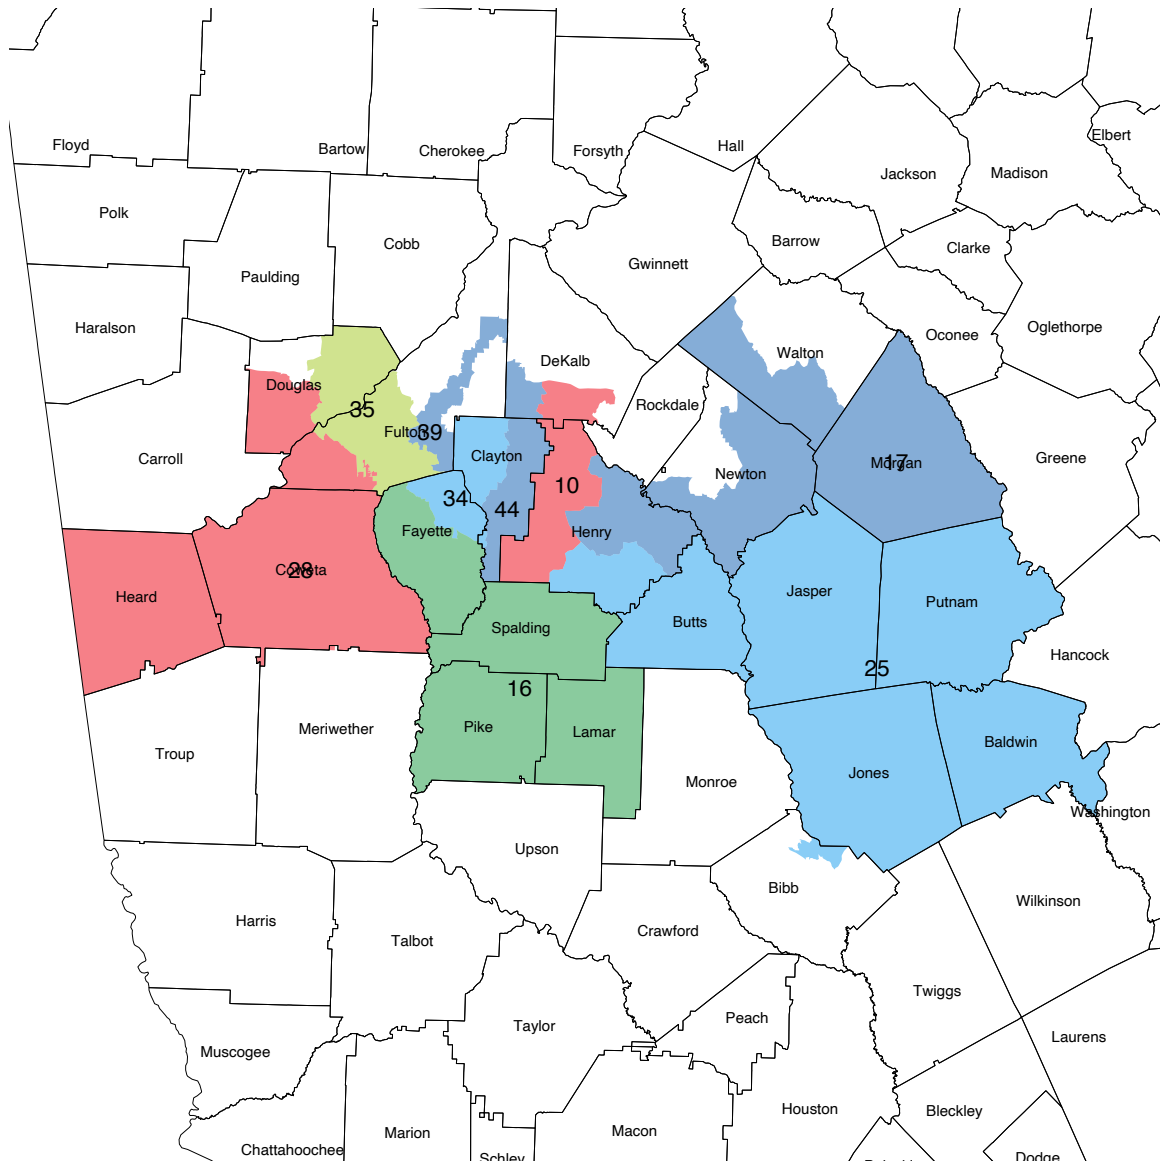 Elbert
Floyd
Bartow
Cherokee
Forsyth
Hall
Jackson
Madison
Polk
Cobb
Barrow
Clarke
Gwinnett
Paulding
Haralson
Oglethorpe
Oconee
Walton
DeKalb
Douglas
Rockdale
35
Fulton
39
Carroll
Clayton
Greene
Morgan
17
Newton
10
34
44
Fayette
Henry
Coweta
28
Heard
Jasper
Putnam
Butts
Spalding
Hancock
25
16
Pike
Lamar
Meriwether
Troup
Baldwin
Jones
Monroe
Washington
Upson
Bibb
Wilkinson
Harris
Crawford
Talbot
Twiggs
Peach
Taylor
Laurens
Muscogee
Houston
Bleckley
Marion
Macon
Chattahoochee
Schley
Dodge